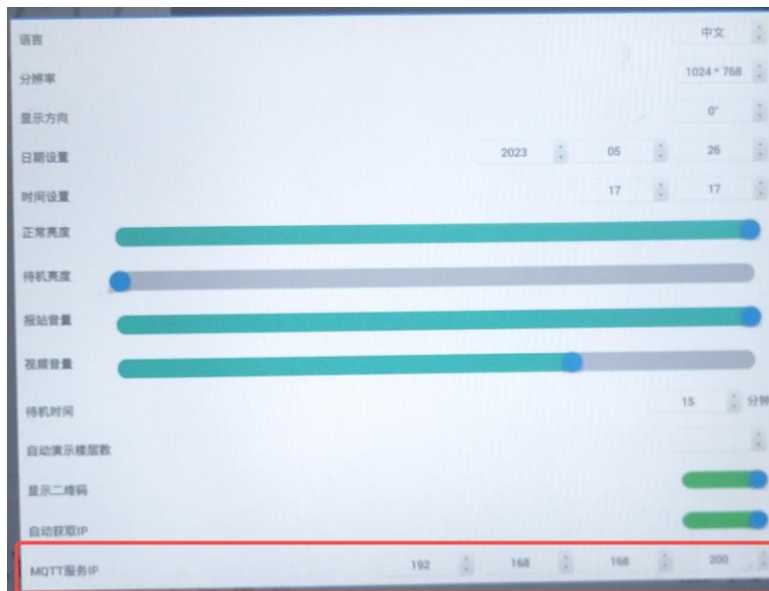 语言 中文
分辨率 1024 * 768
显示方向 0°
日期设置 2023 05 26
时间设置 17 17
正常亮度
待机亮度
报站音量
视频音量
待机时间 15 分钟
自动演示楼层数
显示二维码
自动获取IP
MQTT服务IP 192 168 168 200